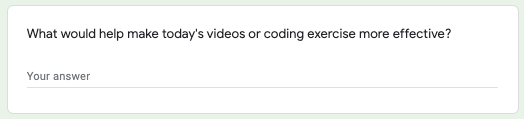 What would help make today's videos or coding exercise more effective?
Your answer